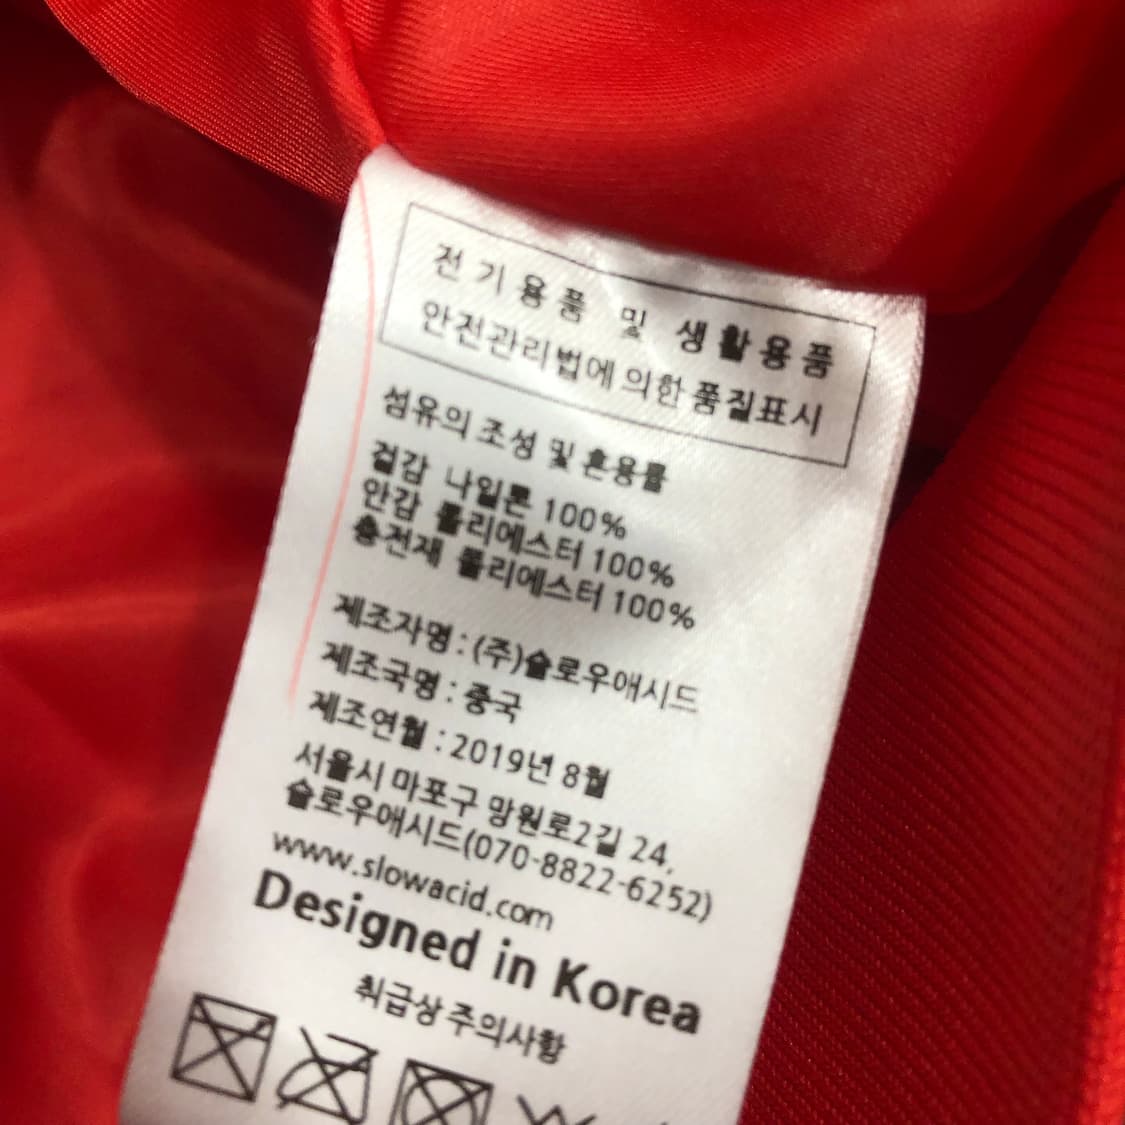 전기용품 및 생활용품
안전관리법에 의한 품질표시
섬유의 조성 및 혼용률
겉감 나일론 100%
안감 폴리에스터 100%
충전재 폴리에스터 100%
제조자명 : (주)슬로우애시드
제조국명 : 중국
제조연월 : 2019년 8월
서울시 마포구 망원로2길 24,
슬로우애시드(070-8822-6252)
www.slowacid.com
Designed in Korea
취급상 주의사항